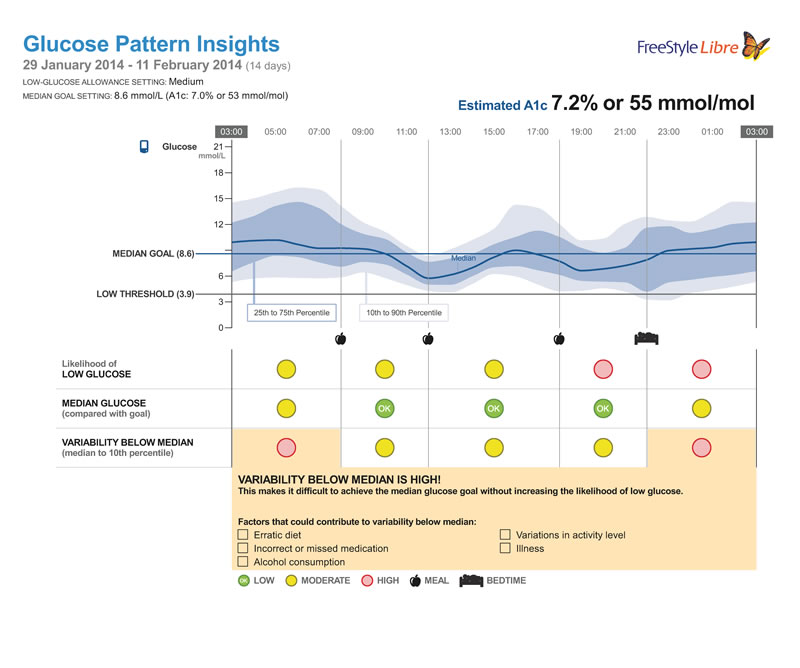 Glucose Pattern Insights
29 January 2014 - 11 February 2014 (14 days)
LOW-GLUCOSE ALLOWANCE SETTING: Medium
MEDIAN GOAL SETTING: 8.6 mmol/L (A1c: 7.0% or 53 mmol/mol)
FreeStyle Libre
Estimated A1c 7.2% or 55 mmol/mol
03:00 05:00 07:00 09:00 11:00 13:00 15:00 17:00 19:00 21:00 23:00 01:00 03:00
Glucose 21
mmol/L
18
15
12
MEDIAN GOAL (8.6)
Median
6
LOW THRESHOLD (3.9)
3
25th to 75th Percentile 10th to 90th Percentile
0
Likelihood of
LOW GLUCOSE
MEDIAN GLUCOSE
(compared with goal)
OK OK OK
VARIABILITY BELOW MEDIAN
(median to 10th percentile)
VARIABILITY BELOW MEDIAN IS HIGH!
This makes it difficult to achieve the median glucose goal without increasing the likelihood of low glucose.
Factors that could contribute to variability below median:
Erratic diet Variations in activity level
Incorrect or missed medication Illness
Alcohol consumption
OK LOW MODERATE HIGH MEAL BEDTIME